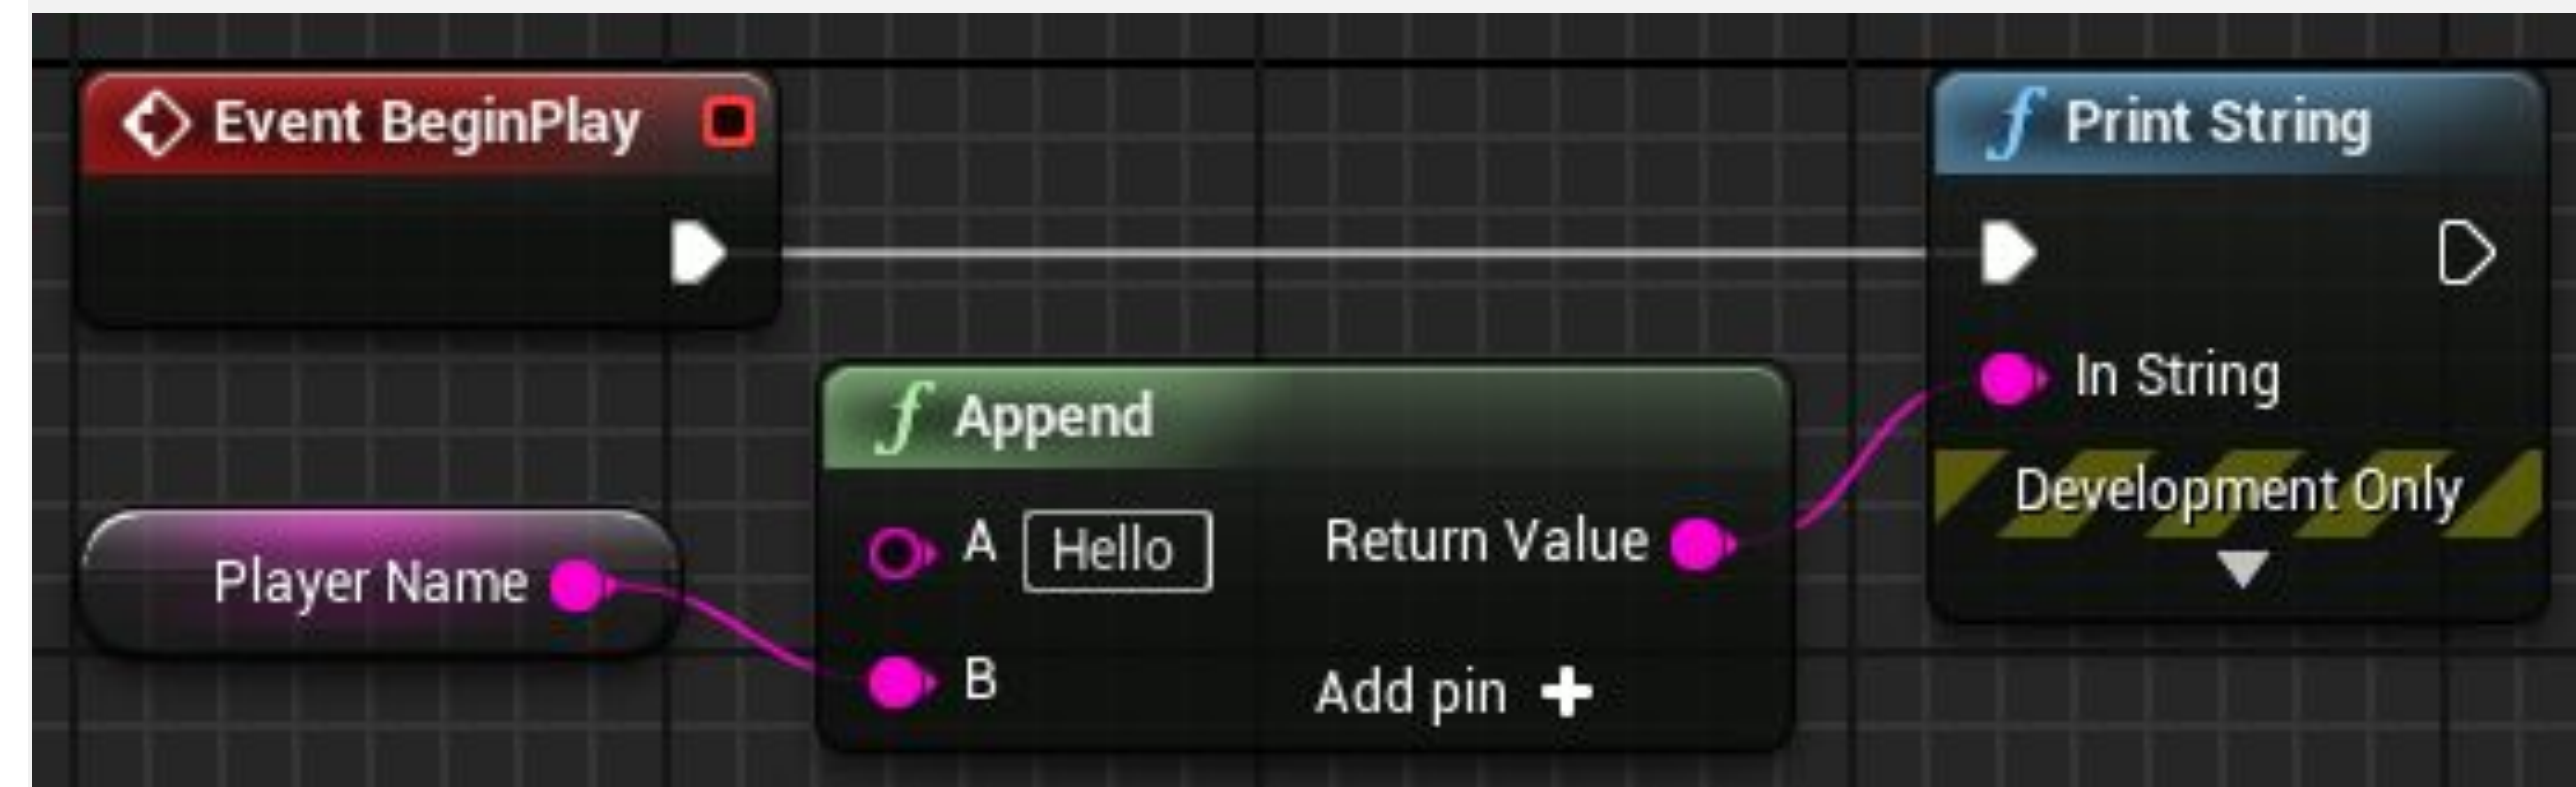 Event BeginPlay
Print String
In String
Development Only
Append
A Hello
Return Value
B
Add pin
Player Name